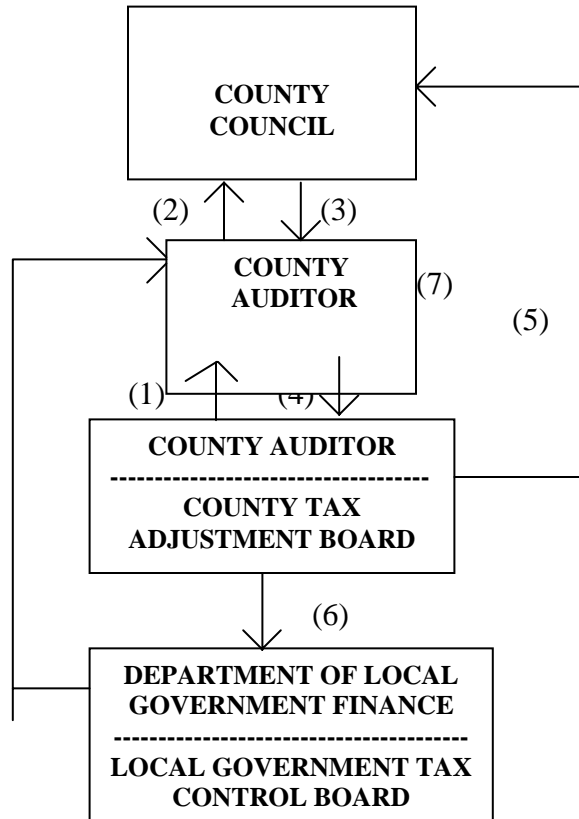 COUNTY
COUNCIL
(2)
(3)
COUNTY
AUDITOR
(7)
(5)
(1)
(4)
COUNTY AUDITOR
COUNTY TAX
ADJUSTMENT BOARD
(6)
DEPARTMENT OF LOCAL
GOVERNMENT FINANCE
LOCAL GOVERNMENT TAX
CONTROL BOARD